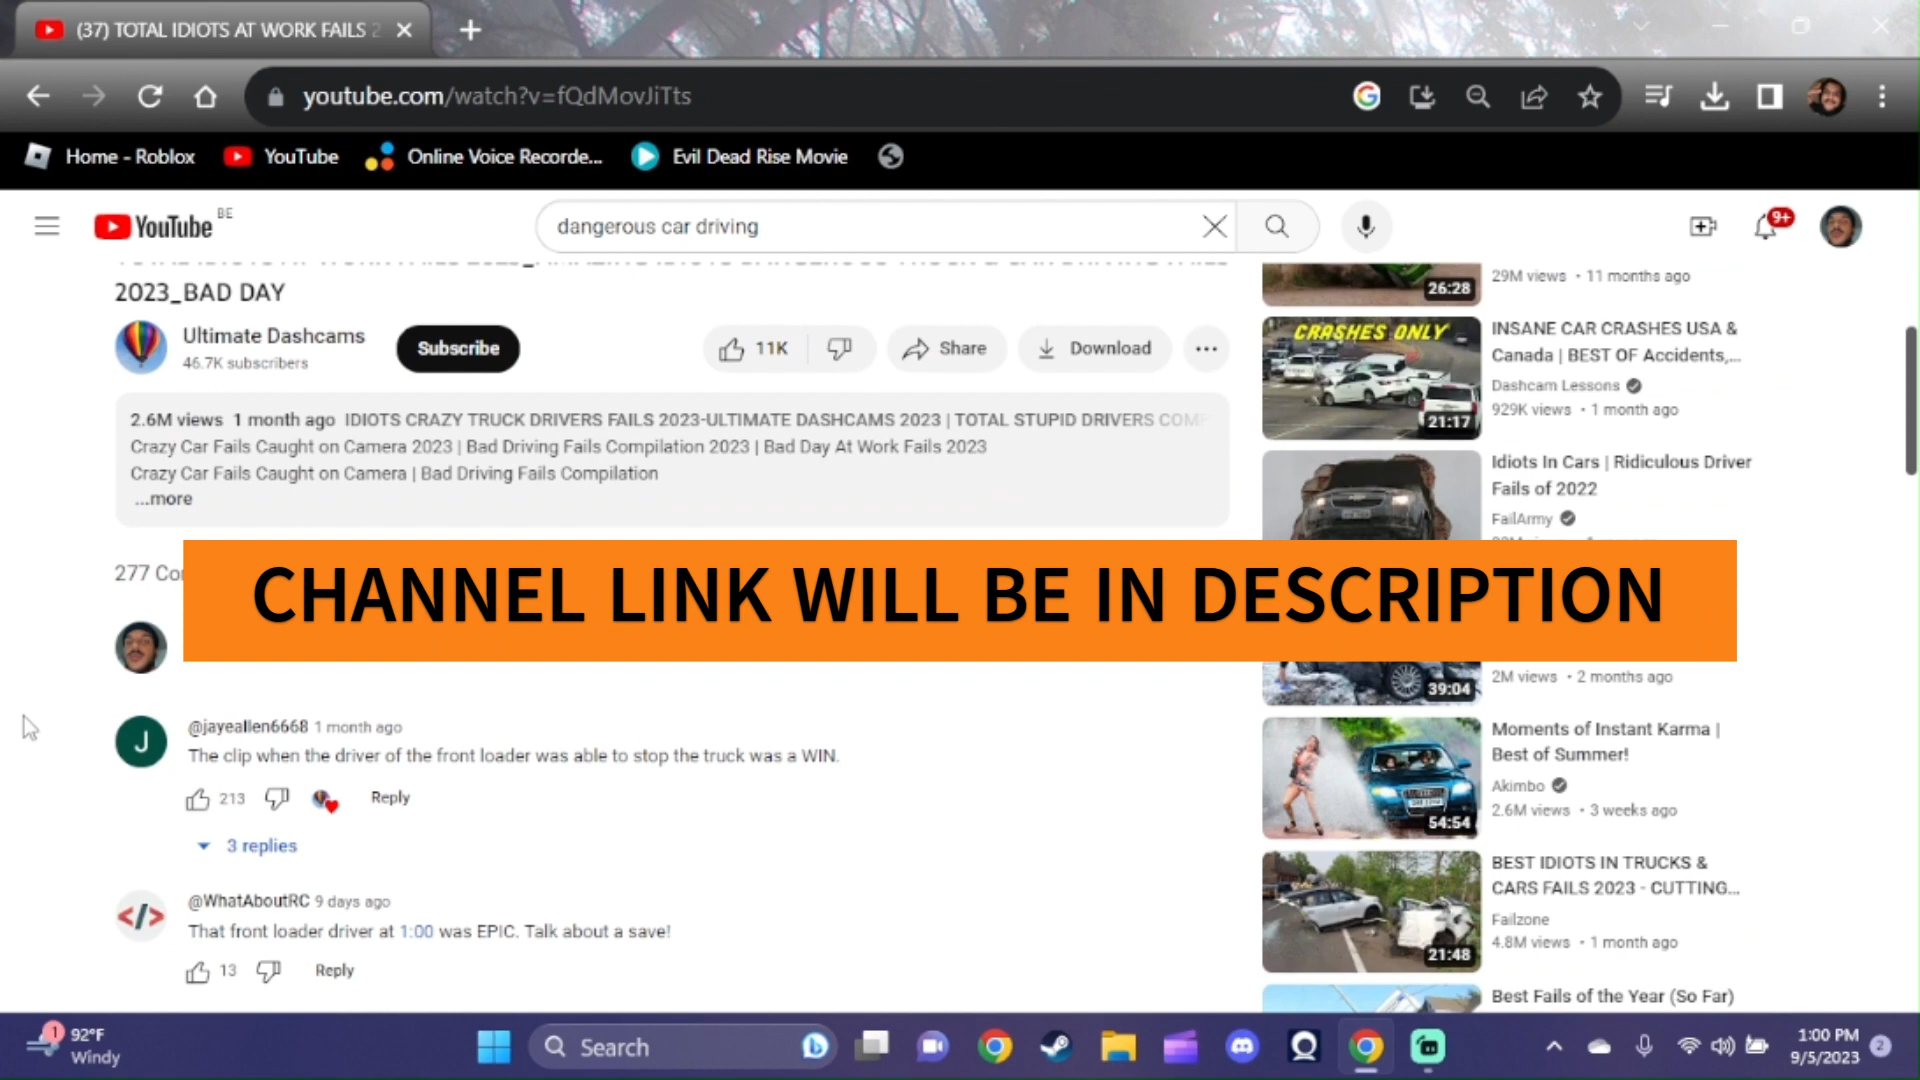 (37) TOTAL IDIOTS AT WORK FAILS 2
youtube.com/watch?v=fQdMovJiTts
Home - Roblox
YouTube
Online Voice Recorde...
Evil Dead Rise Movie
YouTube BE
dangerous car driving
9+
2023_BAD DAY
Ultimate Dashcams
46.7K subscribers
Subscribe
11K
Share
Download
2.6M views 1 month ago IDIOTS CRAZY TRUCK DRIVERS FAILS 2023-ULTIMATE DASHCAMS 2023 | TOTAL STUPID DRIVERS COMP
Crazy Car Fails Caught on Camera 2023 | Bad Driving Fails Compilation 2023 | Bad Day At Work Fails 2023
Crazy Car Fails Caught on Camera | Bad Driving Fails Compilation
...more
277 Co
CHANNEL LINK WILL BE IN DESCRIPTION
J
@jayeallen6668 1 month ago
The clip when the driver of the front loader was able to stop the truck was a WIN.
213
Reply
3 replies
@WhatAboutRC 9 days ago
That front loader driver at 1:00 was EPIC. Talk about a save!
13
Reply
26:28
29M views • 11 months ago
CRASHES ONLY
21:17
INSANE CAR CRASHES USA &
Canada | BEST OF Accidents,...
Dashcam Lessons
929K views • 1 month ago
Idiots In Cars | Ridiculous Driver
Fails of 2022
FailArmy
39:04
2M views • 2 months ago
54:54
Moments of Instant Karma |
Best of Summer!
Akimbo
2.6M views • 3 weeks ago
21:48
BEST IDIOTS IN TRUCKS &
CARS FAILS 2023 - CUTTING...
Failzone
4.8M views • 1 month ago
Best Fails of the Year (So Far)
1
92°F
Windy
Search
1:00 PM
9/5/2023
2